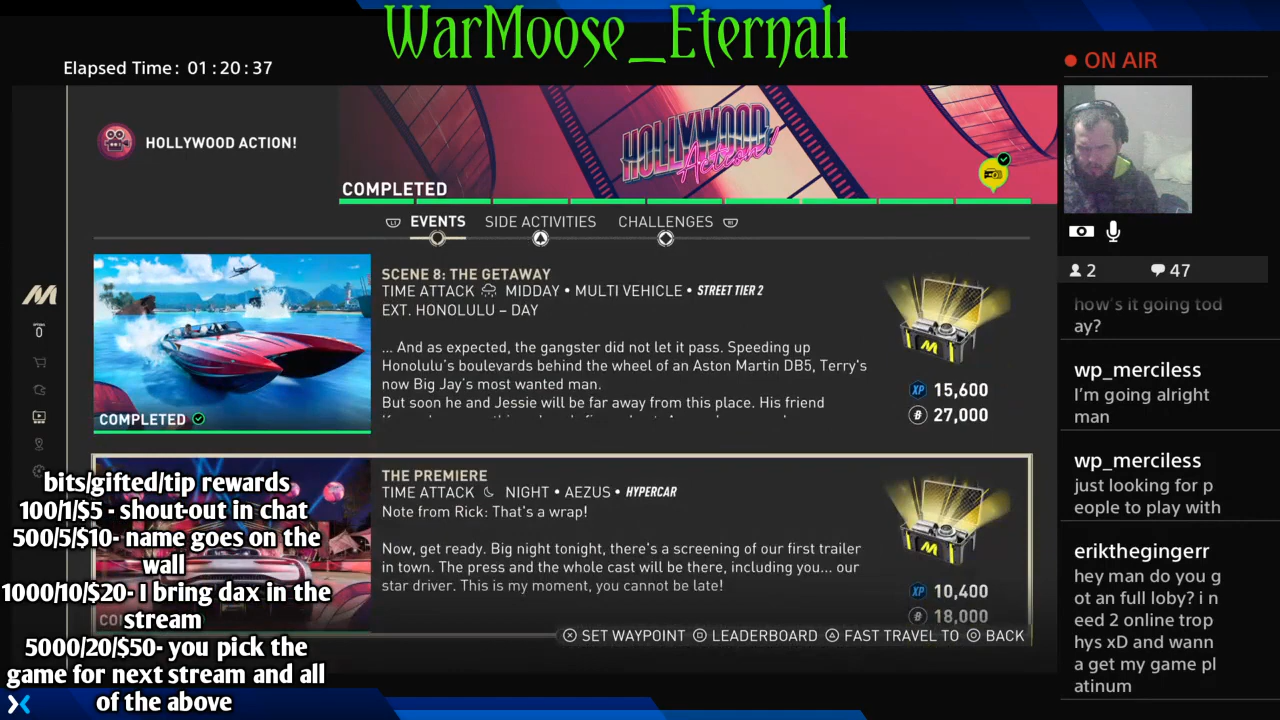 WarMoose_Eternal1
Elapsed Time: 01:20:37
ON AIR
HOLLYWOOD ACTION!
HOLLYWOOD
Action!
COMPLETED
EVENTS SIDE ACTIVITIES CHALLENGES
2 47
SCENE 8: THE GETAWAY
TIME ATTACK MIDDAY • MULTI VEHICLE • STREET TIER 2
EXT. HONOLULU – DAY
... And as expected, the gangster did not let it pass. Speeding up
Honolulu's boulevards behind the wheel of an Aston Martin DB5, Terry's
now Big Jay's most wanted man.
But soon he and Jessie will be far away from this place. His friend
COMPLETED
XP 15,600
27,000
0
THE PREMIERE
TIME ATTACK NIGHT • AEZUS • HYPERCAR
Note from Rick: That's a wrap!
Now, get ready. Big night tonight, there's a screening of our first trailer
in town. The press and the whole cast will be there, including you... our
star driver. This is my moment, you cannot be late!
XP 10,400
18,000
SET WAYPOINT LEADERBOARD FAST TRAVEL TO BACK
bits/gifted/tip rewards
100/1/$5 - shout-out in chat
500/5/$10- name goes on the
wall
1000/10/$20- I bring dax in the
stream
5000/20/$50- you pick the
game for next stream and all
of the above
how's it going tod
ay?
wp_merciless
I'm going alright
man
wp_merciless
just looking for p
eople to play with
erikthegingerr
hey man do you g
ot an full loby? i n
eed 2 online trop
hys xD and wann
a get my game pl
atinum